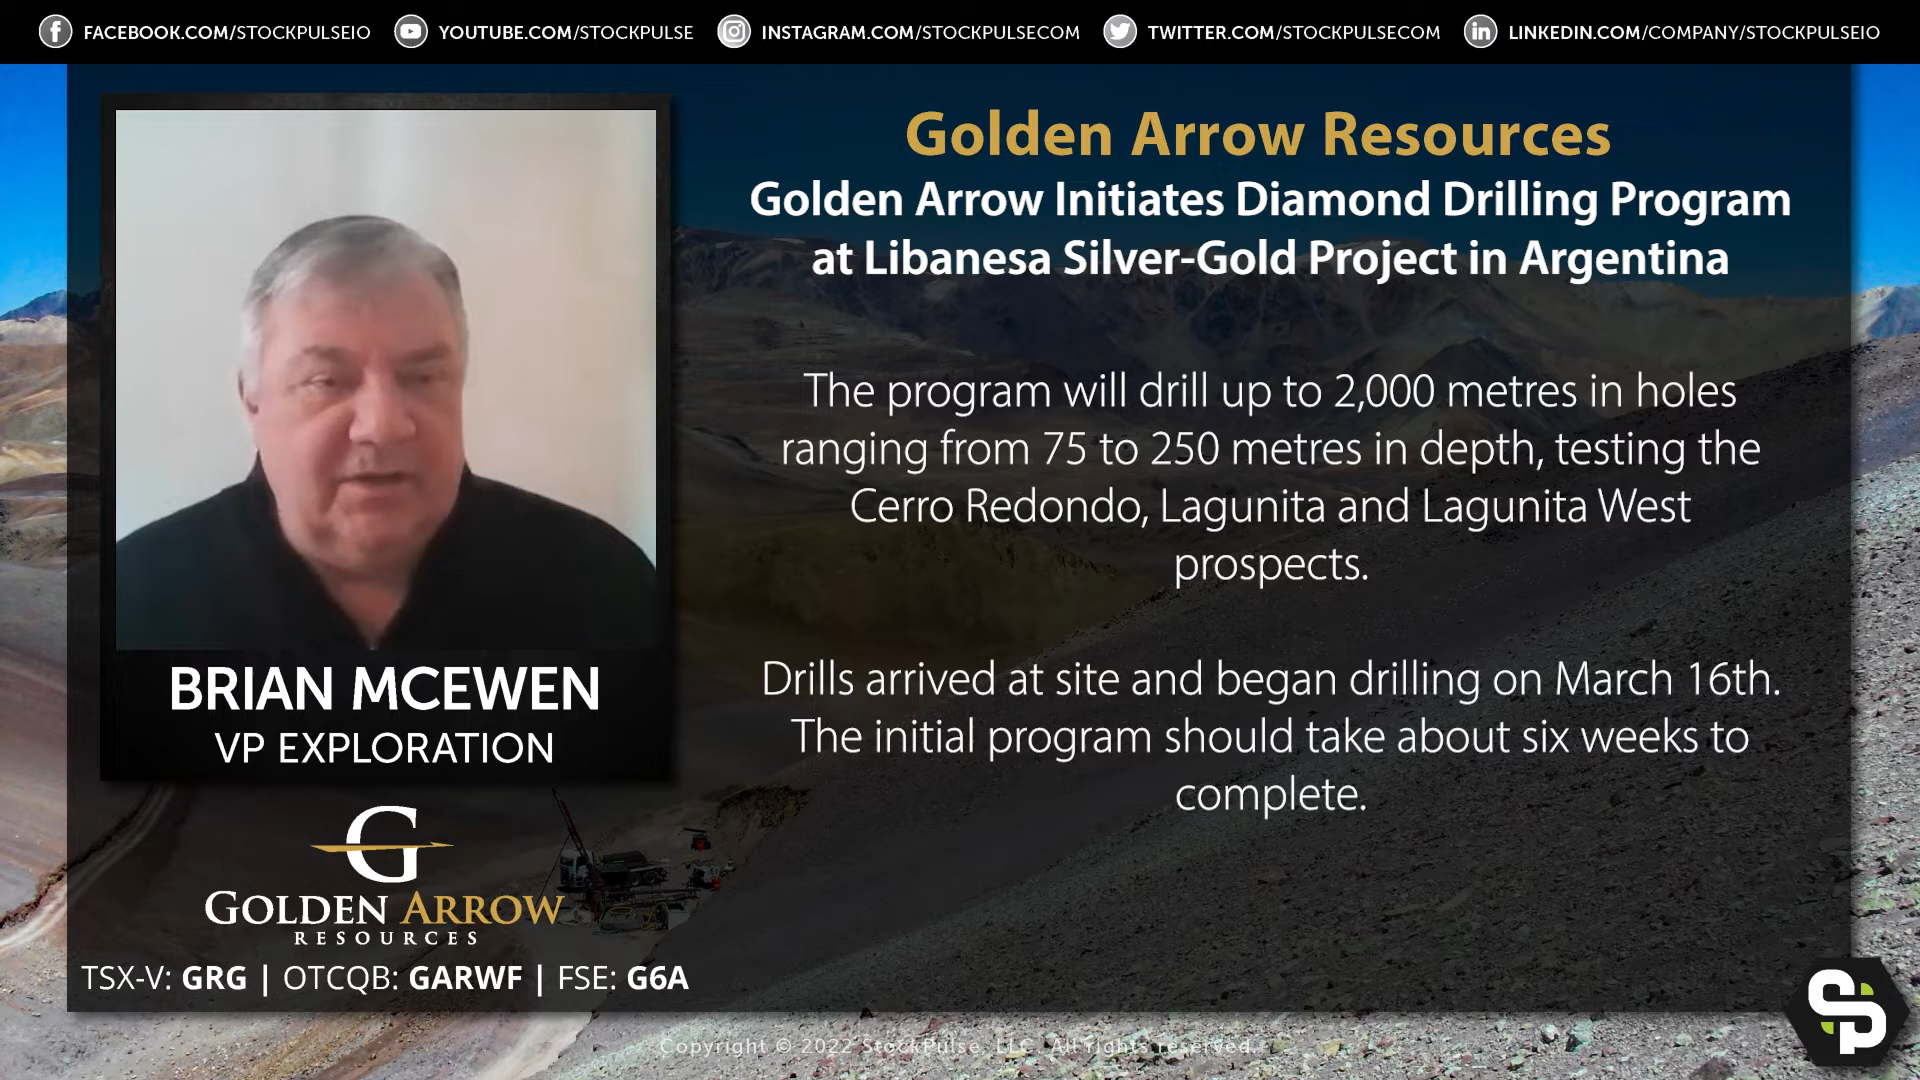 FACEBOOK.COM/STOCKPULSEIO
YOUTUBE.COM/STOCKPULSE
INSTAGRAM.COM/STOCKPULSECOM
TWITTER.COM/STOCKPULSECOM
LINKEDIN.COM/COMPANY/STOCKPULSEIO
Golden Arrow Resources
Golden Arrow Initiates Diamond Drilling Program
at Libanesa Silver-Gold Project in Argentina
The program will drill up to 2,000 metres in holes
ranging from 75 to 250 metres in depth, testing the
Cerro Redondo, Lagunita and Lagunita West
prospects.
Drills arrived at site and began drilling on March 16th.
The initial program should take about six weeks to
complete.
BRIAN MCEWEN
VP EXPLORATION
G
GOLDEN ARROW
RESOURCES
TSX-V: GRG | OTCQB: GARWF | FSE: G6A
SP
Copyright © 2022 StockPulse, LLC. All rights reserved.